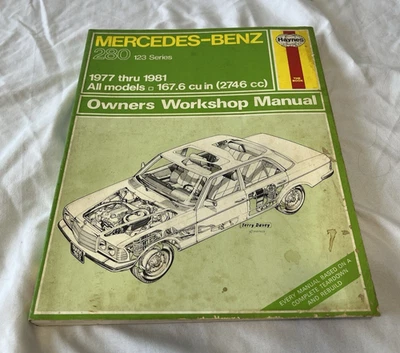 MERCEDES-BENZ
280 123 Series
Haynes
1977 thru 1981
All models □ 167.6 cu in (2746 cc)
Owners Workshop Manual
Terry Davey
EVERY MANUAL BASED ON A
COMPLETE TEARDOWN
AND REBUILD